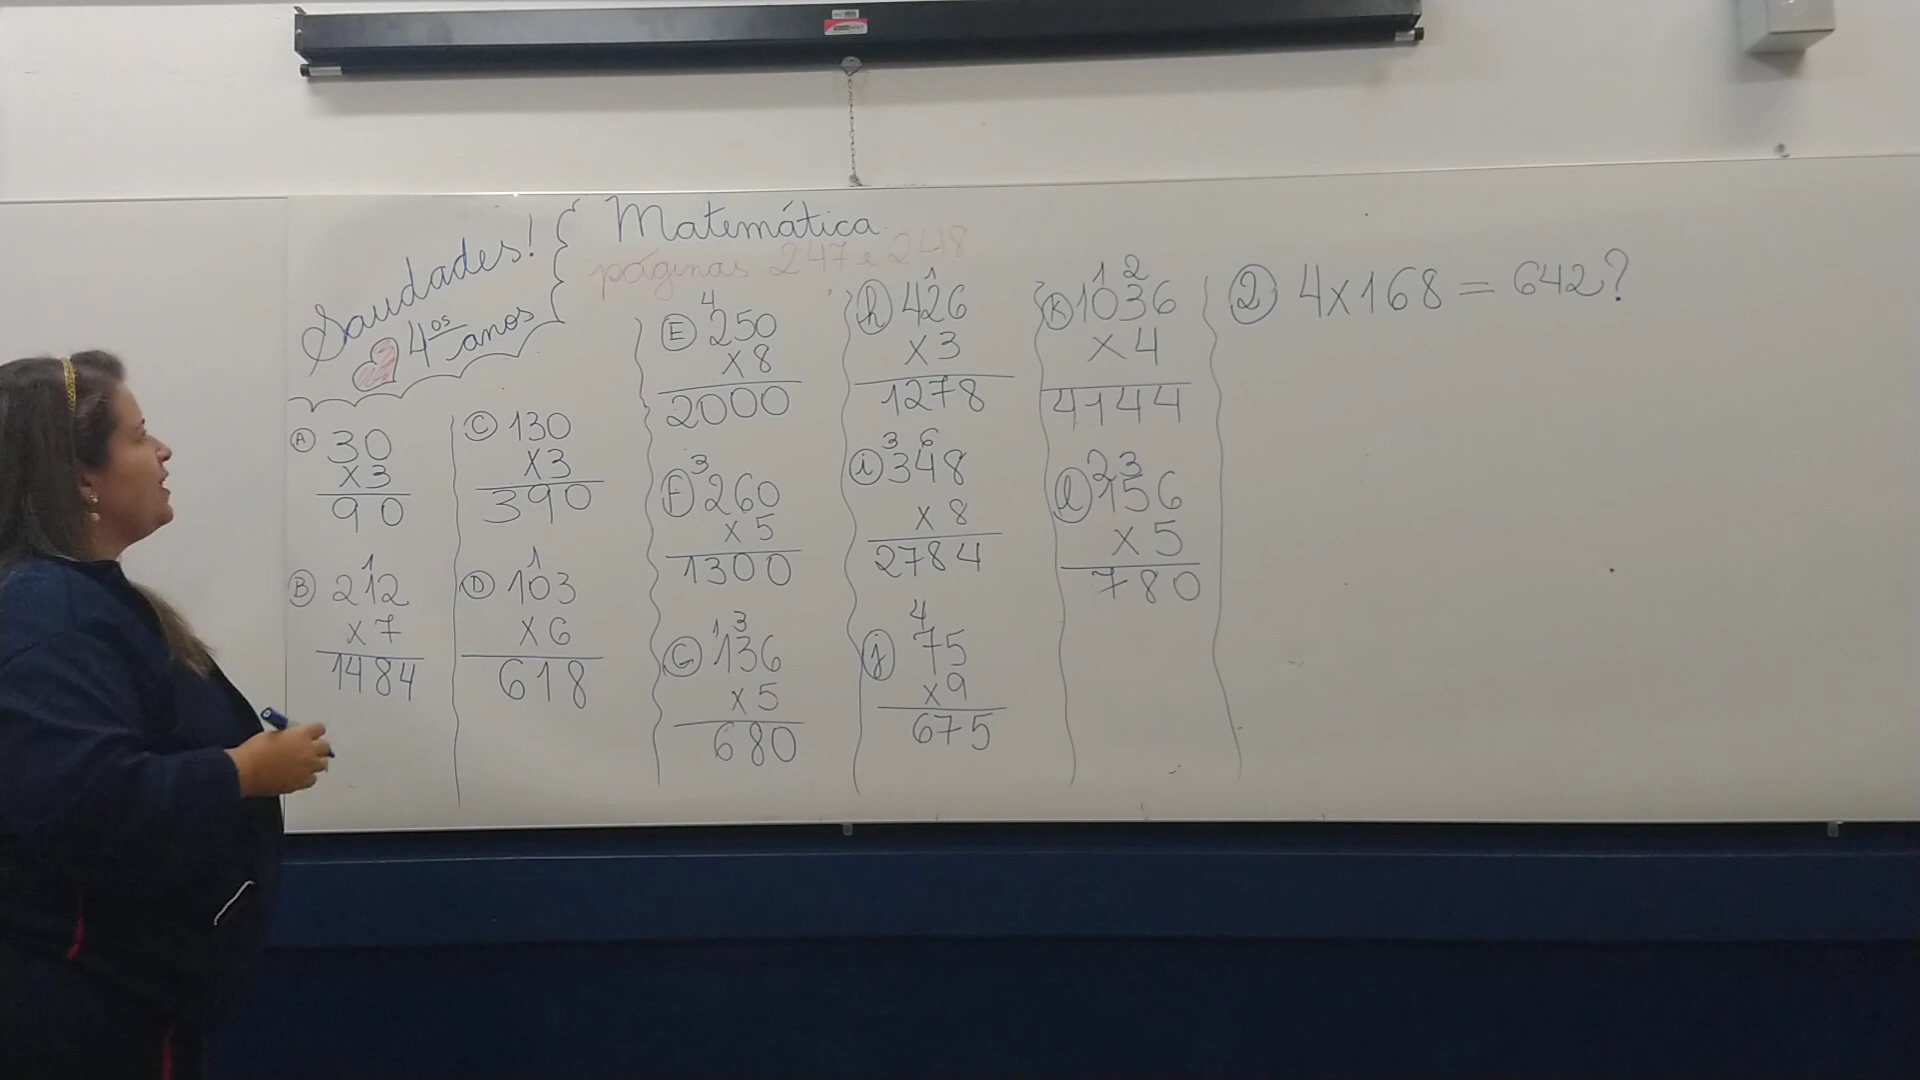 Saudades!
4 os anos
Matemática
páginas 247 e 248
A 30
x3
90
B 1
212
x7
1484
C 130
x3
390
D 1
103
x6
618
4
E 250
x8
2000
3
F 260
x5
1300
1 3
G 136
x5
680
1
h 426
x3
1278
3 6
i 348
x8
2784
4
j 75
x9
675
1 2
K 1036
x4
4144
2 3
l 156
x5
780
2 4x168 = 642?